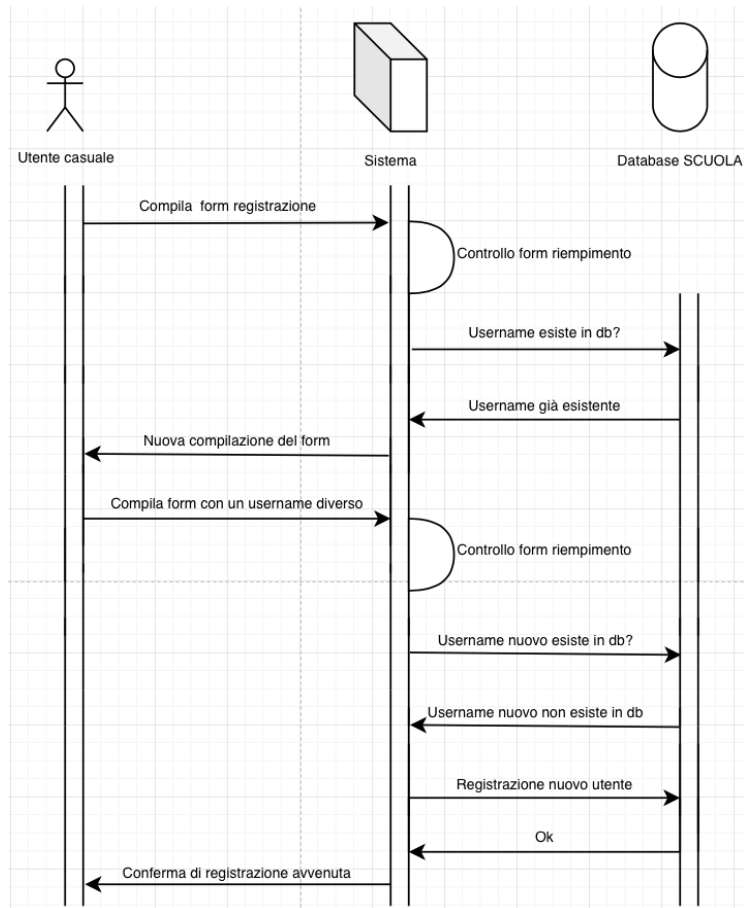 Utente casuale
Sistema
Database SCUOLA
Compila form registrazione
Controllo form riempimento
Username esiste in db?
Username già esistente
Nuova compilazione del form
Compila form con un username diverso
Controllo form riempimento
Username nuovo esiste in db?
Username nuovo non esiste in db
Registrazione nuovo utente
Ok
Conferma di registrazione avvenuta